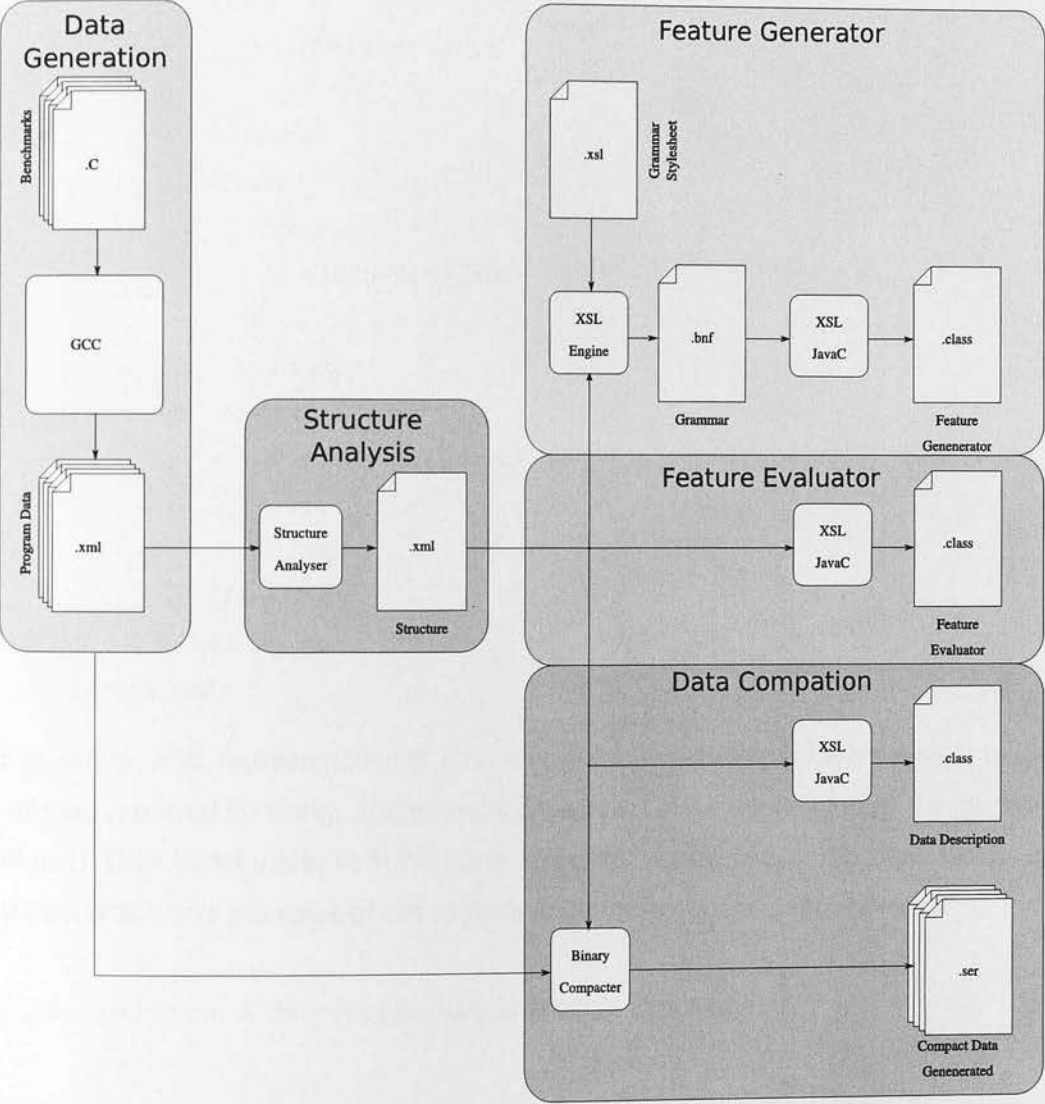 Data
Generation
Benchmarks
.C
GCC
Program Data
.xml
Structure
Analysis
Structure
Analyser
.xml
Structure
Feature Generator
.xsl
Grammar
Stylesheet
XSL
Engine
.bnf
Grammar
XSL
JavaC
.class
Feature
Genenerator
Feature Evaluator
XSL
JavaC
.class
Feature
Evaluator
Data Compation
XSL
JavaC
.class
Data Description
Binary
Compacter
.ser
Compact Data
Genenerated